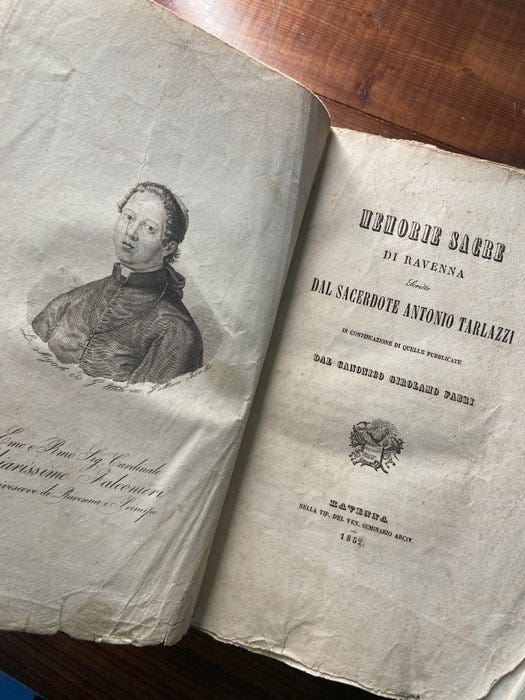 Emo e Rmo Sig. Cardinale
Chiarissimo Falconieri
Arcivescovo di Ravenna e Principe
MEMORIE SACRE
DI RAVENNA
Scritte
DAL SACERDOTE ANTONIO TARLAZZI
IN CONTINUAZIONE DI QUELLE PUBBLICATE
DAL CANONICO GIROLAMO FABRI
RAVENNA
NELLA TIP. DEL VEN. SEMINARIO ARCIV.
1852